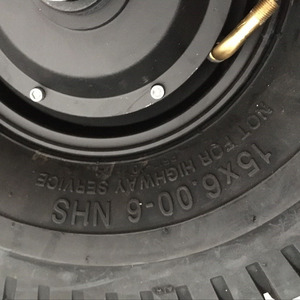 15x6.00-6 NHS
NOT FOR HIGHWAY SERVICE